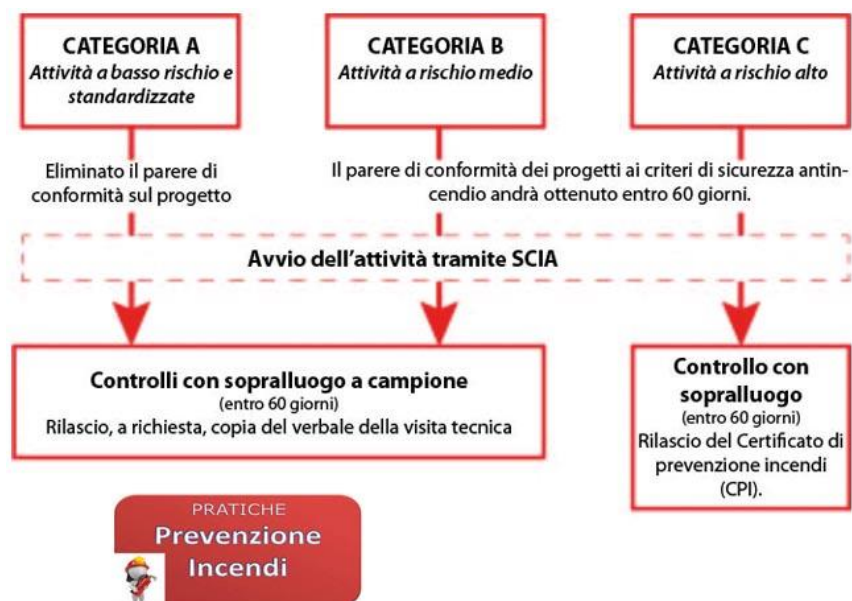 CATEGORIA A
Attività a basso rischio e
standardizzate
CATEGORIA B
Attività a rischio medio
CATEGORIA C
Attività a rischio alto
Eliminato il parere di
conformità sul progetto
Il parere di conformità dei progetti ai criteri di sicurezza antin-
cendio andrà ottenuto entro 60 giorni.
Avvio dell'attività tramite SCIA
Controlli con sopralluogo a campione
(entro 60 giorni)
Rilascio, a richiesta, copia del verbale della visita tecnica
Controllo con
sopralluogo
(entro 60 giorni)
Rilascio del Certificato di
prevenzione incendi
(CPI).
PRATICHE
Prevenzione
Incendi